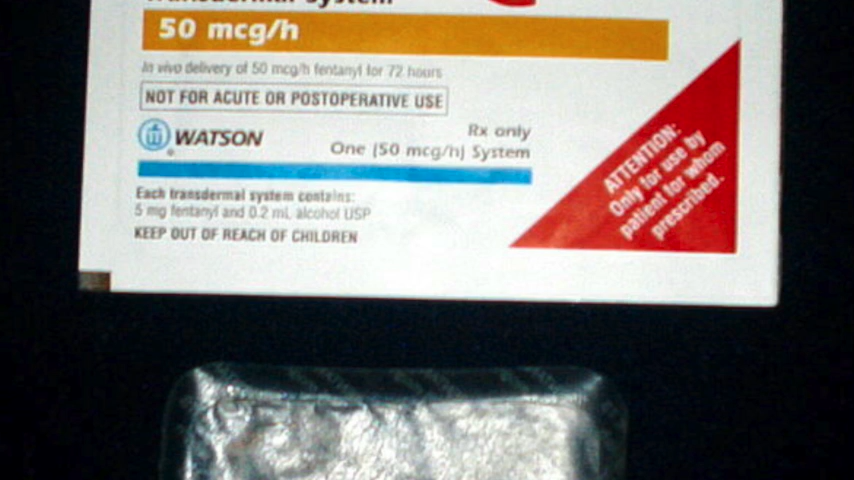 Transdermal System
50 mcg/h
In vivo delivery of 50 mcg/h fentanyl for 72 hours
NOT FOR ACUTE OR POSTOPERATIVE USE
WATSON
®
Rx only
One (50 mcg/h) System
Each transdermal system contains:
5 mg fentanyl and 0.2 mL alcohol USP
KEEP OUT OF REACH OF CHILDREN
ATTENTION:
Only for use by
patient for whom
prescribed.